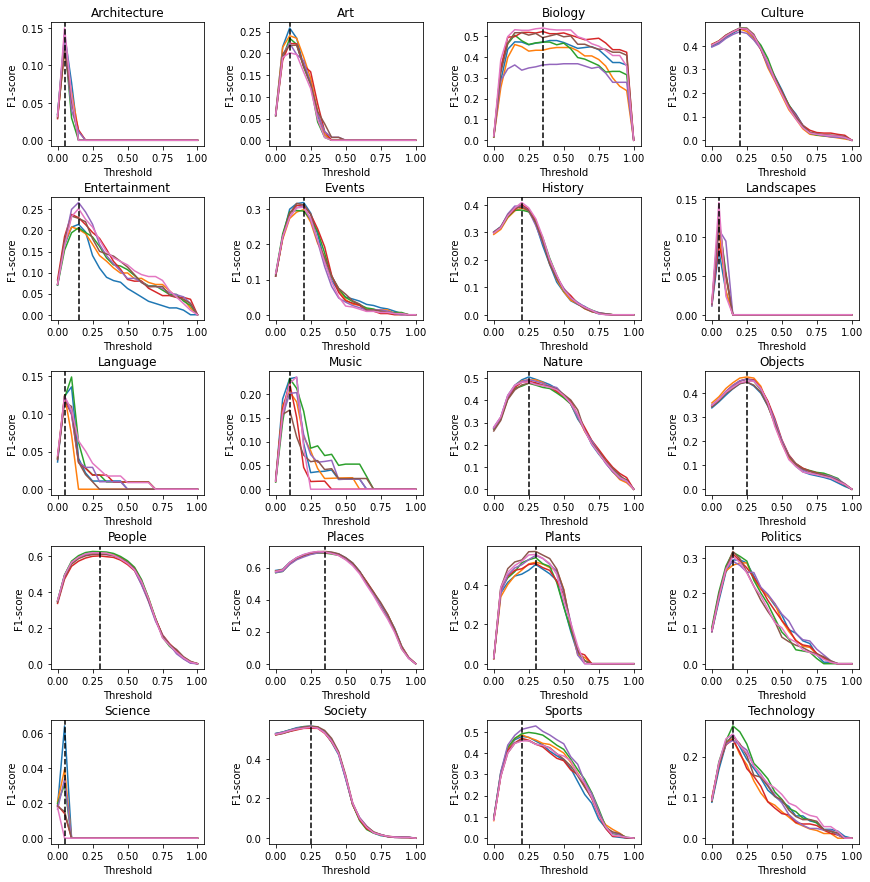 Architecture Art Biology Culture
F1-score F1-score F1-score F1-score
0.15 0.10 0.05 0.00
0.25 0.20 0.15 0.10 0.05 0.00
0.5 0.4 0.3 0.2 0.1 0.0
0.4 0.3 0.2 0.1 0.0
0.00 0.25 0.50 0.75 1.00 0.00 0.25 0.50 0.75 1.00 0.00 0.25 0.50 0.75 1.00 0.00 0.25 0.50 0.75 1.00
Threshold Threshold Threshold Threshold
Entertainment Events History Landscapes
F1-score F1-score F1-score F1-score
0.25 0.20 0.15 0.10 0.05 0.00
0.3 0.2 0.1 0.0
0.4 0.3 0.2 0.1 0.0
0.15 0.10 0.05 0.00
0.00 0.25 0.50 0.75 1.00 0.00 0.25 0.50 0.75 1.00 0.00 0.25 0.50 0.75 1.00 0.00 0.25 0.50 0.75 1.00
Threshold Threshold Threshold Threshold
Language Music Nature Objects
F1-score F1-score F1-score F1-score
0.15 0.10 0.05 0.00
0.20 0.15 0.10 0.05 0.00
0.5 0.4 0.3 0.2 0.1 0.0
0.4 0.3 0.2 0.1 0.0
0.00 0.25 0.50 0.75 1.00 0.00 0.25 0.50 0.75 1.00 0.00 0.25 0.50 0.75 1.00 0.00 0.25 0.50 0.75 1.00
Threshold Threshold Threshold Threshold
People Places Plants Politics
F1-score F1-score F1-score F1-score
0.6 0.4 0.2 0.0
0.6 0.4 0.2 0.0
0.4 0.2 0.0
0.3 0.2 0.1 0.0
0.00 0.25 0.50 0.75 1.00 0.00 0.25 0.50 0.75 1.00 0.00 0.25 0.50 0.75 1.00 0.00 0.25 0.50 0.75 1.00
Threshold Threshold Threshold Threshold
Science Society Sports Technology
F1-score F1-score F1-score F1-score
0.06 0.04 0.02 0.00
0.4 0.2 0.0
0.5 0.4 0.3 0.2 0.1 0.0
0.2 0.1 0.0
0.00 0.25 0.50 0.75 1.00 0.00 0.25 0.50 0.75 1.00 0.00 0.25 0.50 0.75 1.00 0.00 0.25 0.50 0.75 1.00
Threshold Threshold Threshold Threshold